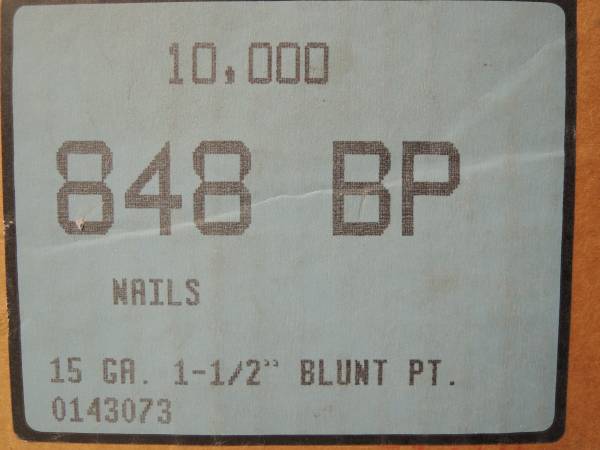 10,000
848 BP
NAILS
15 GA. 1-1/2" BLUNT PT.
0143073